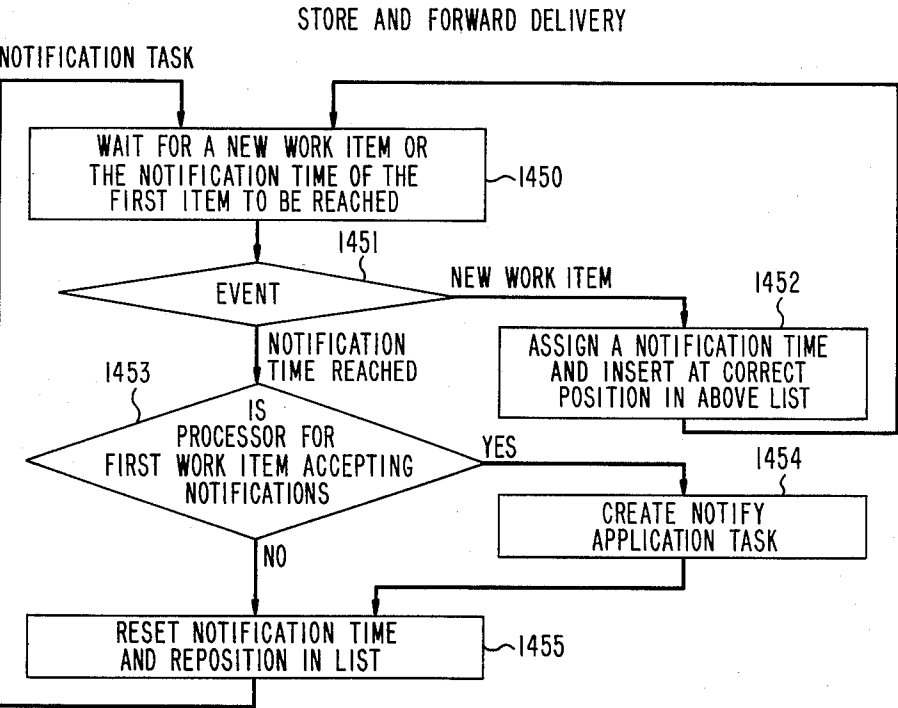 STORE AND FORWARD DELIVERY
NOTIFICATION TASK
WAIT FOR A NEW WORK ITEM OR
THE NOTIFICATION TIME OF THE
FIRST ITEM TO BE REACHED
1450
1451
EVENT
NEW WORK ITEM
1452
ASSIGN A NOTIFICATION TIME
AND INSERT AT CORRECT
POSITION IN ABOVE LIST
NOTIFICATION
TIME REACHED
1453
IS
PROCESSOR FOR
FIRST WORK ITEM ACCEPTING
NOTIFICATIONS
YES
1454
CREATE NOTIFY
APPLICATION TASK
NO
RESET NOTIFICATION TIME
AND REPOSITION IN LIST
1455